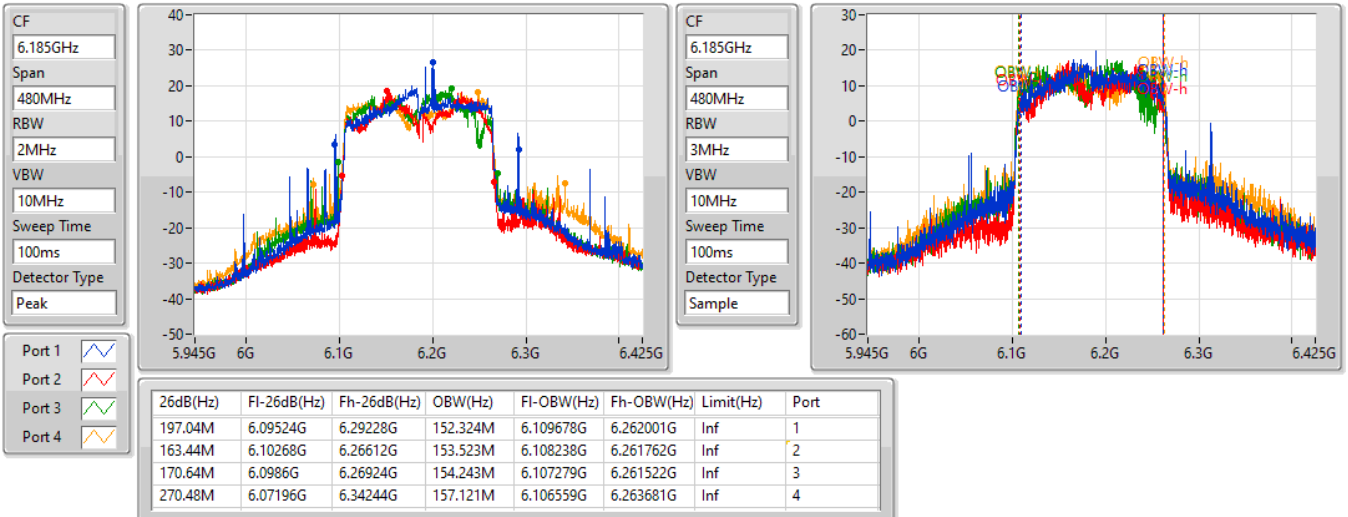 CF
6.185GHz
Span
480MHz
RBW
2MHz
VBW
10MHz
Sweep Time
100ms
Detector Type
Peak
40
30
20
10
0
-10
-20
-30
-40
-50
5.945G 6G 6.1G 6.2G 6.3G 6.425G
CF
6.185GHz
Span
480MHz
RBW
3MHz
VBW
10MHz
Sweep Time
100ms
Detector Type
Sample
30
20
10
0
-10
-20
-30
-40
-50
-60
OBW-h
OBW-h
OBW-h
5.945G 6G 6.1G 6.2G 6.3G 6.425G
Port 1
Port 2
Port 3
Port 4
26dB(Hz) Fl-26dB(Hz) Fh-26dB(Hz) OBW(Hz) Fl-OBW(Hz) Fh-OBW(Hz) Limit(Hz) Port
197.04M 6.09524G 6.29228G 152.324M 6.109678G 6.262001G Inf 1
163.44M 6.10268G 6.26612G 153.523M 6.108238G 6.261762G Inf 2
170.64M 6.0986G 6.26924G 154.243M 6.107279G 6.261522G Inf 3
270.48M 6.07196G 6.34244G 157.121M 6.106559G 6.263681G Inf 4